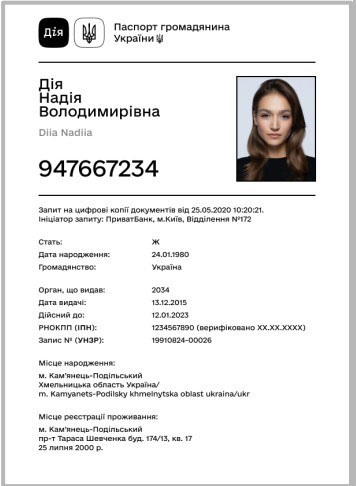 Дія
Паспорт громадянина
України
Дія
Надія
Володимирівна
Diia Nadiia
947667234
Запит на цифрові копії документів від 25.05.2020 10:20:21.
Ініціатор запиту: ПриватБанк, м.Київ, Відділення №172
Стать: Ж
Дата народження: 24.01.1980
Громадянство: Україна
Орган, що видав: 2034
Дата видачі: 13.12.2015
Дійсний до: 12.01.2023
РНОКПП (ІПН): 1234567890 (верифіковано XX.XX.XXXX)
Запис № (УНЗР): 19910824-00026
Місце народження:
м. Кам'янець-Подільський
Хмельницька область Україна/
m. Kamyanets-Podilsky khmelnytska oblast ukraina/ukr
Місце реєстрації проживання:
м. Кам'янець-Подільський
пр-т Тараса Шевченка буд. 174/13, кв. 17
25 липня 2000 р.